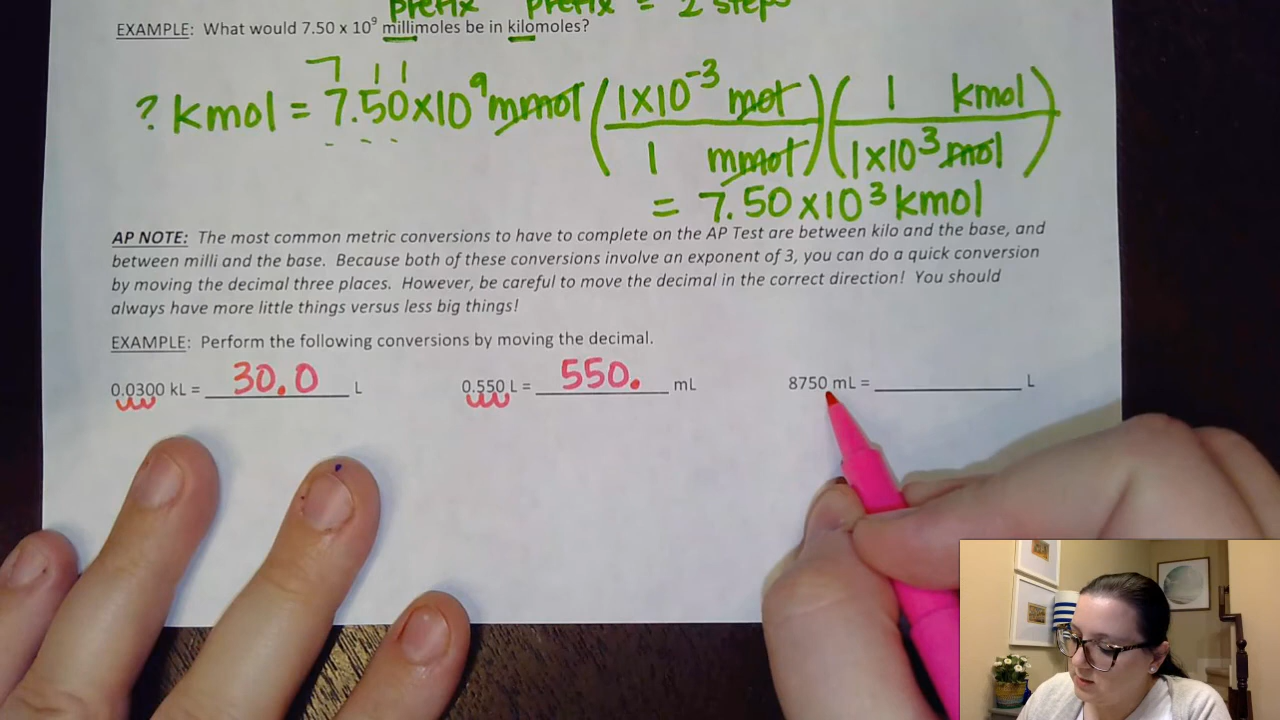 prefix prefix = 2 steps
EXAMPLE: What would 7.50 x 10⁹ millimoles be in kilomoles?
? kmol = 7.50x10⁹ mmol (1x10⁻³ mol / 1 mmol)(1 kmol / 1x10³ mol)
= 7.50x10³ kmol
AP NOTE: The most common metric conversions to have to complete on the AP Test are between kilo and the base, and
between milli and the base. Because both of these conversions involve an exponent of 3, you can do a quick conversion
by moving the decimal three places. However, be careful to move the decimal in the correct direction! You should
always have more little things versus less big things!
EXAMPLE: Perform the following conversions by moving the decimal.
0.0300 kL = 30.0 L 0.550 L = 550. mL 8750 mL = ____________ L